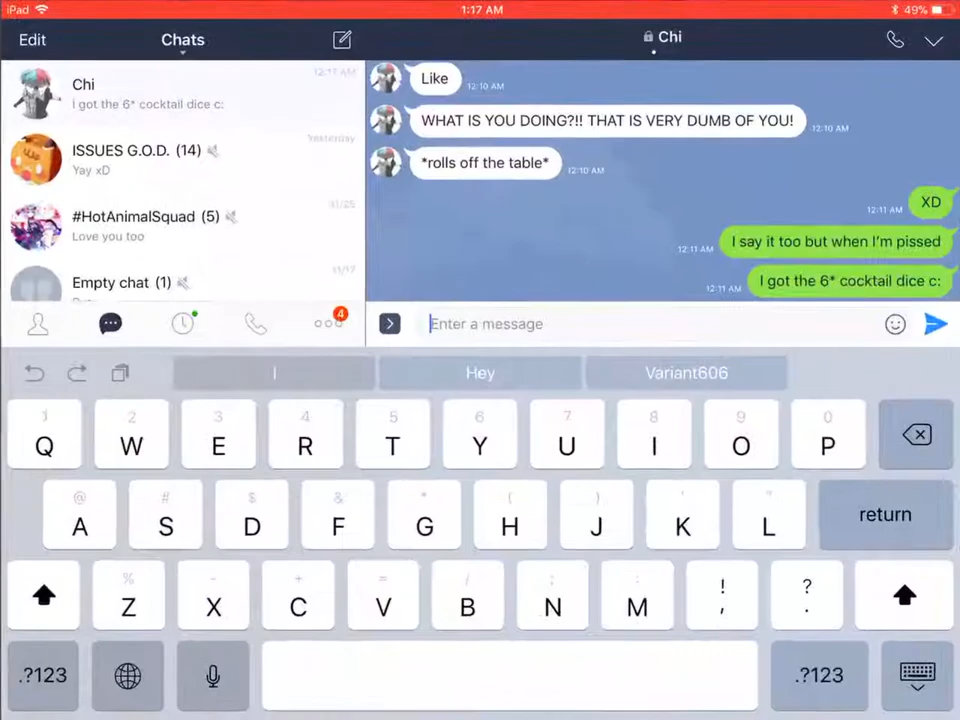 iPad 1:17 AM 49%
Edit Chats Chi
Chi 12:11 AM
I got the 6* cocktail dice c:
ISSUES G.O.D. (14) Yesterday
Yay xD
#HotAnimalSquad (5) 11/25
Love you too
Empty chat (1) 11/17
4
Like 12:10 AM
WHAT IS YOU DOING?!! THAT IS VERY DUMB OF YOU! 12:10 AM
*rolls off the table* 12:10 AM
12:11 AM XD
12:11 AM I say it too but when I'm pissed
12:11 AM I got the 6* cocktail dice c:
Enter a message
I Hey Variant606
1 2 3 4 5 6 7 8 9 0
Q W E R T Y U I O P
@ # $ & * ( ) ' "
A S D F G H J K L return
% - + = / ; : ! ?
Z X C V B N M , .
.?123 .?123